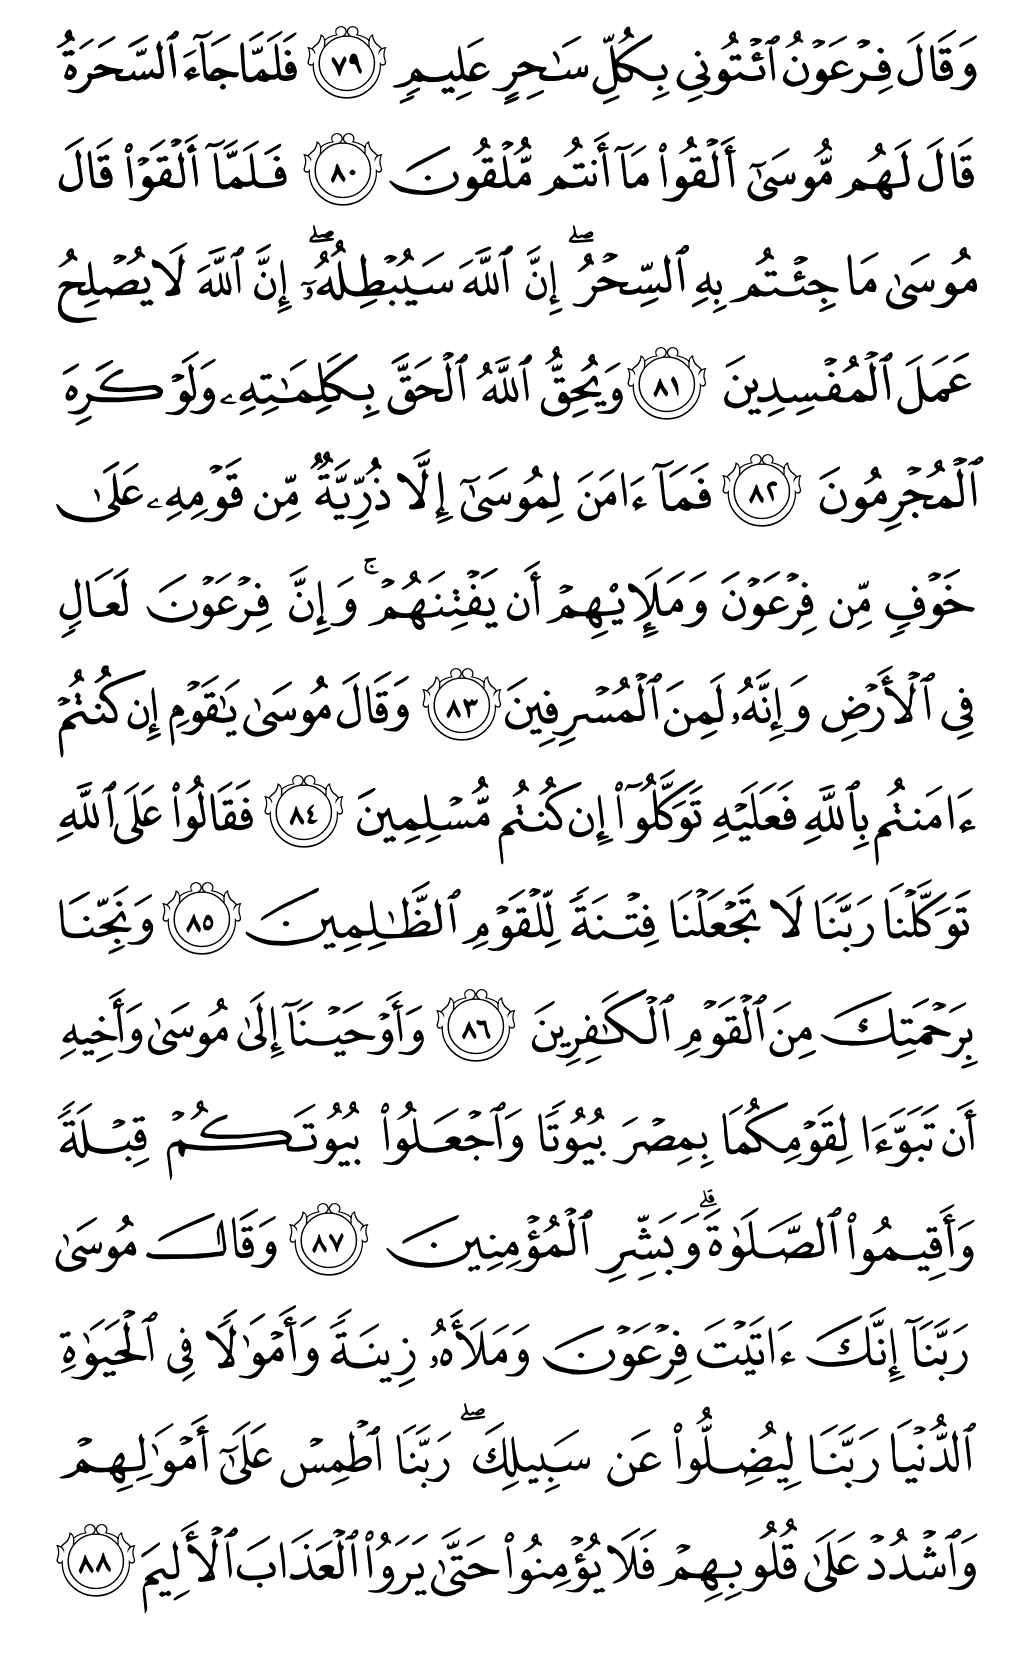 وَقَالَ فِرْعَوْنُ ٱئْتُونِى بِكُلِّ سَـٰحِرٍ عَلِيمٍ ٧٩ فَلَمَّا جَآءَ ٱلسَّحَرَةُ
قَالَ لَهُم مُّوسَىٰٓ أَلْقُوا۟ مَآ أَنتُم مُّلْقُونَ ٨٠ فَلَمَّآ أَلْقَوْا۟ قَالَ
مُوسَىٰ مَا جِئْتُم بِهِ ٱلسِّحْرُ ۖ إِنَّ ٱللَّهَ سَيُبْطِلُهُۥٓ ۖ إِنَّ ٱللَّهَ لَا يُصْلِحُ
عَمَلَ ٱلْمُفْسِدِينَ ٨١ وَيُحِقُّ ٱللَّهُ ٱلْحَقَّ بِكَلِمَـٰتِهِۦ وَلَوْ كَرِهَ
ٱلْمُجْرِمُونَ ٨٢ فَمَآ ءَامَنَ لِمُوسَىٰٓ إِلَّا ذُرِّيَّةٌ مِّن قَوْمِهِۦ عَلَىٰ
خَوْفٍ مِّن فِرْعَوْنَ وَمَلَإِي۟هِمْ أَن يَفْتِنَهُمْ ۚ وَإِنَّ فِرْعَوْنَ لَعَالٍ
فِى ٱلْأَرْضِ وَإِنَّهُۥ لَمِنَ ٱلْمُسْرِفِينَ ٨٣ وَقَالَ مُوسَىٰ يَـٰقَوْمِ إِن كُنتُمْ
ءَامَنتُم بِٱللَّهِ فَعَلَيْهِ تَوَكَّلُوٓا۟ إِن كُنتُم مُّسْلِمِينَ ٨٤ فَقَالُوا۟ عَلَى ٱللَّهِ
تَوَكَّلْنَا رَبَّنَا لَا تَجْعَلْنَا فِتْنَةً لِّلْقَوْمِ ٱلظَّـٰلِمِينَ ٨٥ وَنَجِّنَا
بِرَحْمَتِكَ مِنَ ٱلْقَوْمِ ٱلْكَـٰفِرِينَ ٨٦ وَأَوْحَيْنَآ إِلَىٰ مُوسَىٰ وَأَخِيهِ
أَن تَبَوَّءَا لِقَوْمِكُمَا بِمِصْرَ بُيُوتًا وَٱجْعَلُوا۟ بُيُوتَكُمْ قِبْلَةً
وَأَقِيمُوا۟ ٱلصَّلَوٰةَ ۗ وَبَشِّرِ ٱلْمُؤْمِنِينَ ٨٧ وَقَالَ مُوسَىٰ
رَبَّنَآ إِنَّكَ ءَاتَيْتَ فِرْعَوْنَ وَمَلَأَهُۥ زِينَةً وَأَمْوَٰلًا فِى ٱلْحَيَوٰةِ
ٱلدُّنْيَا رَبَّنَا لِيُضِلُّوا۟ عَن سَبِيلِكَ ۖ رَبَّنَا ٱطْمِسْ عَلَىٰٓ أَمْوَٰلِهِمْ
وَٱشْدُدْ عَلَىٰ قُلُوبِهِمْ فَلَا يُؤْمِنُوا۟ حَتَّىٰ يَرَوُا۟ ٱلْعَذَابَ ٱلْأَلِيمَ ٨٨